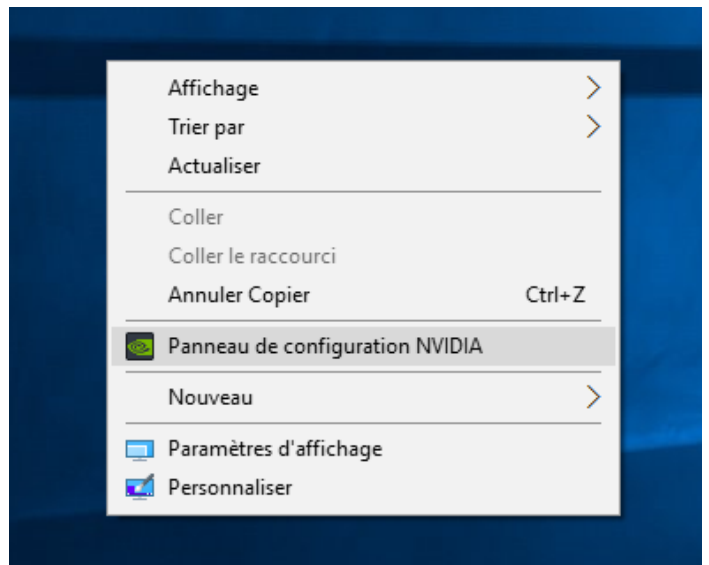 Affichage
Trier par
Actualiser
Coller
Coller le raccourci
Annuler Copier Ctrl+Z
Panneau de configuration NVIDIA
Nouveau
Paramètres d'affichage
Personnaliser